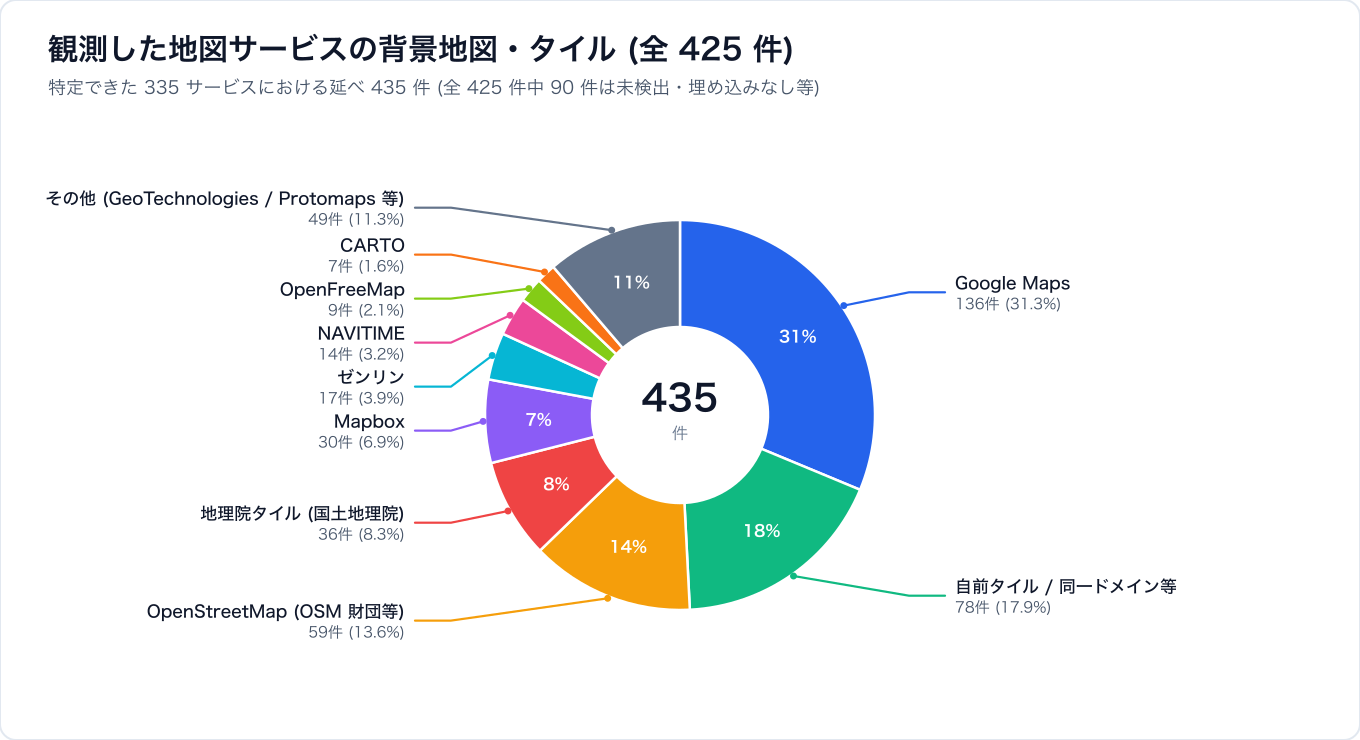 観測した地図サービスの背景地図・タイル (全 425 件)
特定できた 335 サービスにおける延べ 435 件 (全 425 件中 90 件は未検出・埋め込みなし等)
その他 (GeoTechnologies / Protomaps 等)
49件 (11.3%)
CARTO
7件 (1.6%)
OpenFreeMap
9件 (2.1%)
NAVITIME
14件 (3.2%)
ゼンリン
17件 (3.9%)
Mapbox
30件 (6.9%)
地理院タイル (国土地理院)
36件 (8.3%)
OpenStreetMap (OSM 財団等)
59件 (13.6%)
11%
31%
7%
8%
14%
18%
435
件
Google Maps
136件 (31.3%)
自前タイル / 同一ドメイン等
78件 (17.9%)